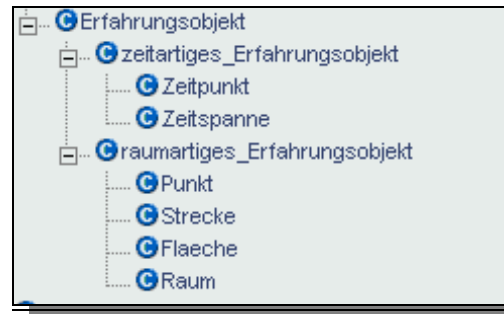 Erfahrungsobjekt
zeitartiges_Erfahrungsobjekt
Zeitpunkt
Zeitspanne
raumartiges_Erfahrungsobjekt
Punkt
Strecke
Flaeche
Raum